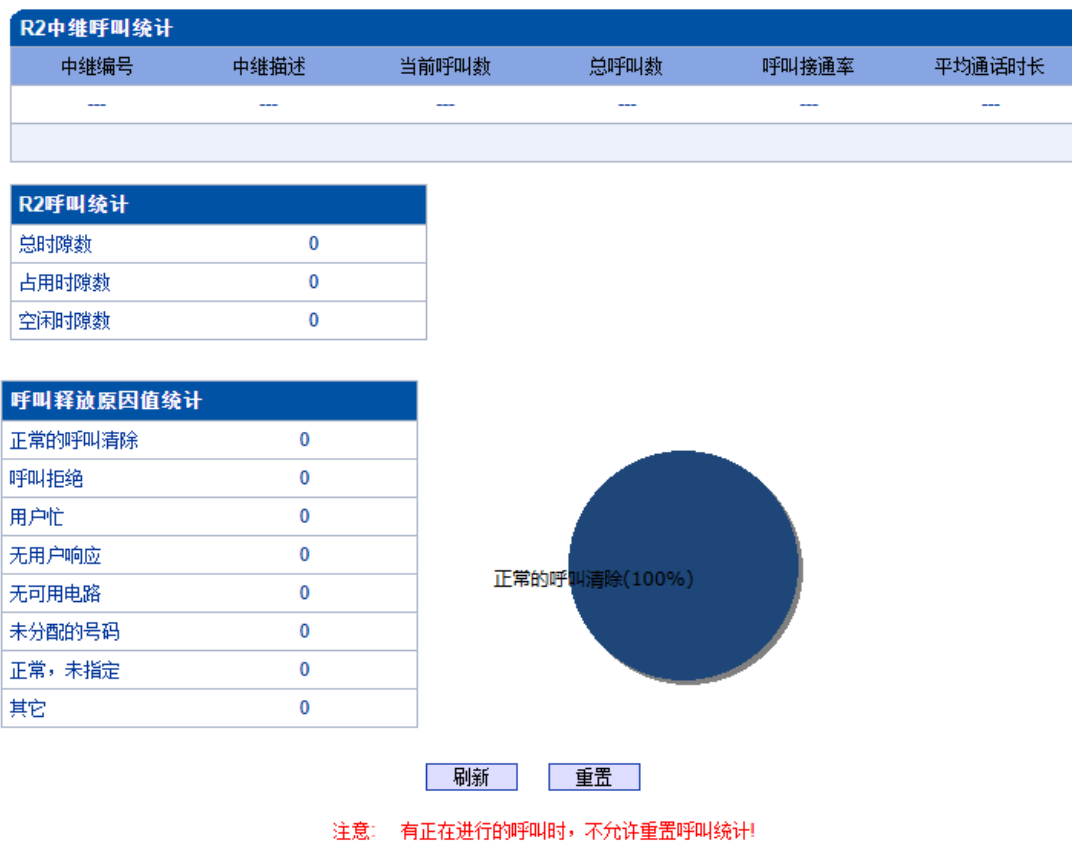 R2中继呼叫统计
中继编号 中继描述 当前呼叫数 总呼叫数 呼叫接通率 平均通话时长
--- --- --- --- --- ---
R2呼叫统计
总时隙数 0
占用时隙数 0
空闲时隙数 0
呼叫释放原因值统计
正常的呼叫清除 0
呼叫拒绝 0
用户忙 0
无用户响应 0
无可用电路 0
未分配的号码 0
正常，未指定 0
其它 0
正常的呼叫清除(100%)
刷新 重置
注意: 有正在进行的呼叫时，不允许重置呼叫统计!